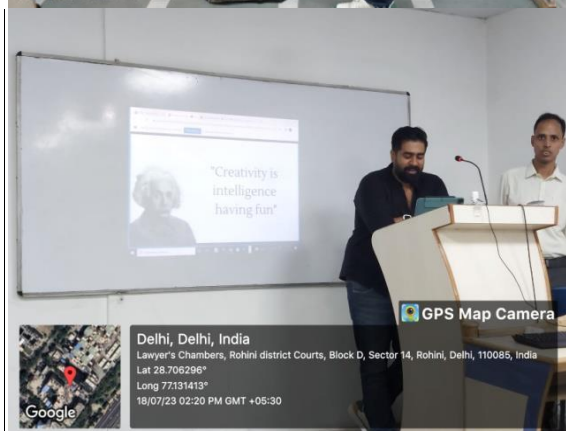 "Creativity is
intelligence
having fun"
GPS Map Camera
Delhi, Delhi, India
Lawyer's Chambers, Rohini district Courts, Block D, Sector 14, Rohini, Delhi, 110085, India
Lat 28.706296°
Long 77.131413°
18/07/23 02:20 PM GMT +05:30
Google